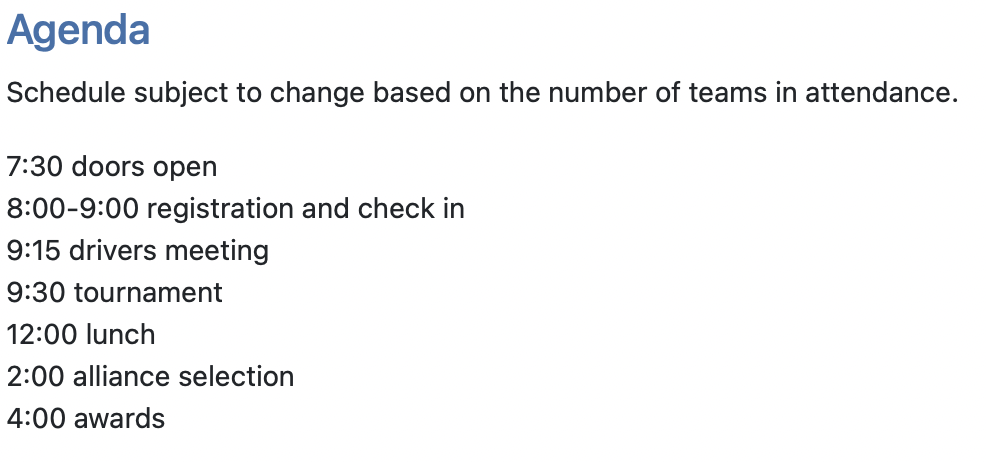 Agenda
Schedule subject to change based on the number of teams in attendance.
7:30 doors open
8:00-9:00 registration and check in
9:15 drivers meeting
9:30 tournament
12:00 lunch
2:00 alliance selection
4:00 awards